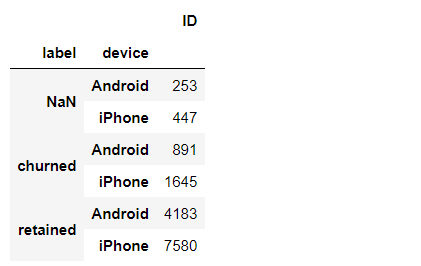 ID
label device
NaN Android 253
iPhone 447
churned Android 891
iPhone 1645
retained Android 4183
iPhone 7580